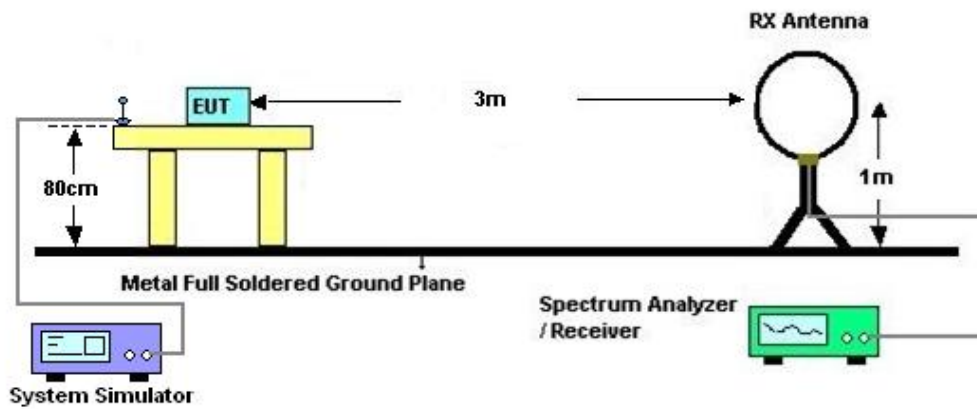 RX Antenna
EUT
3m
80cm
1m
Metal Full Soldered Ground Plane
Spectrum Analyzer
/ Receiver
System Simulator